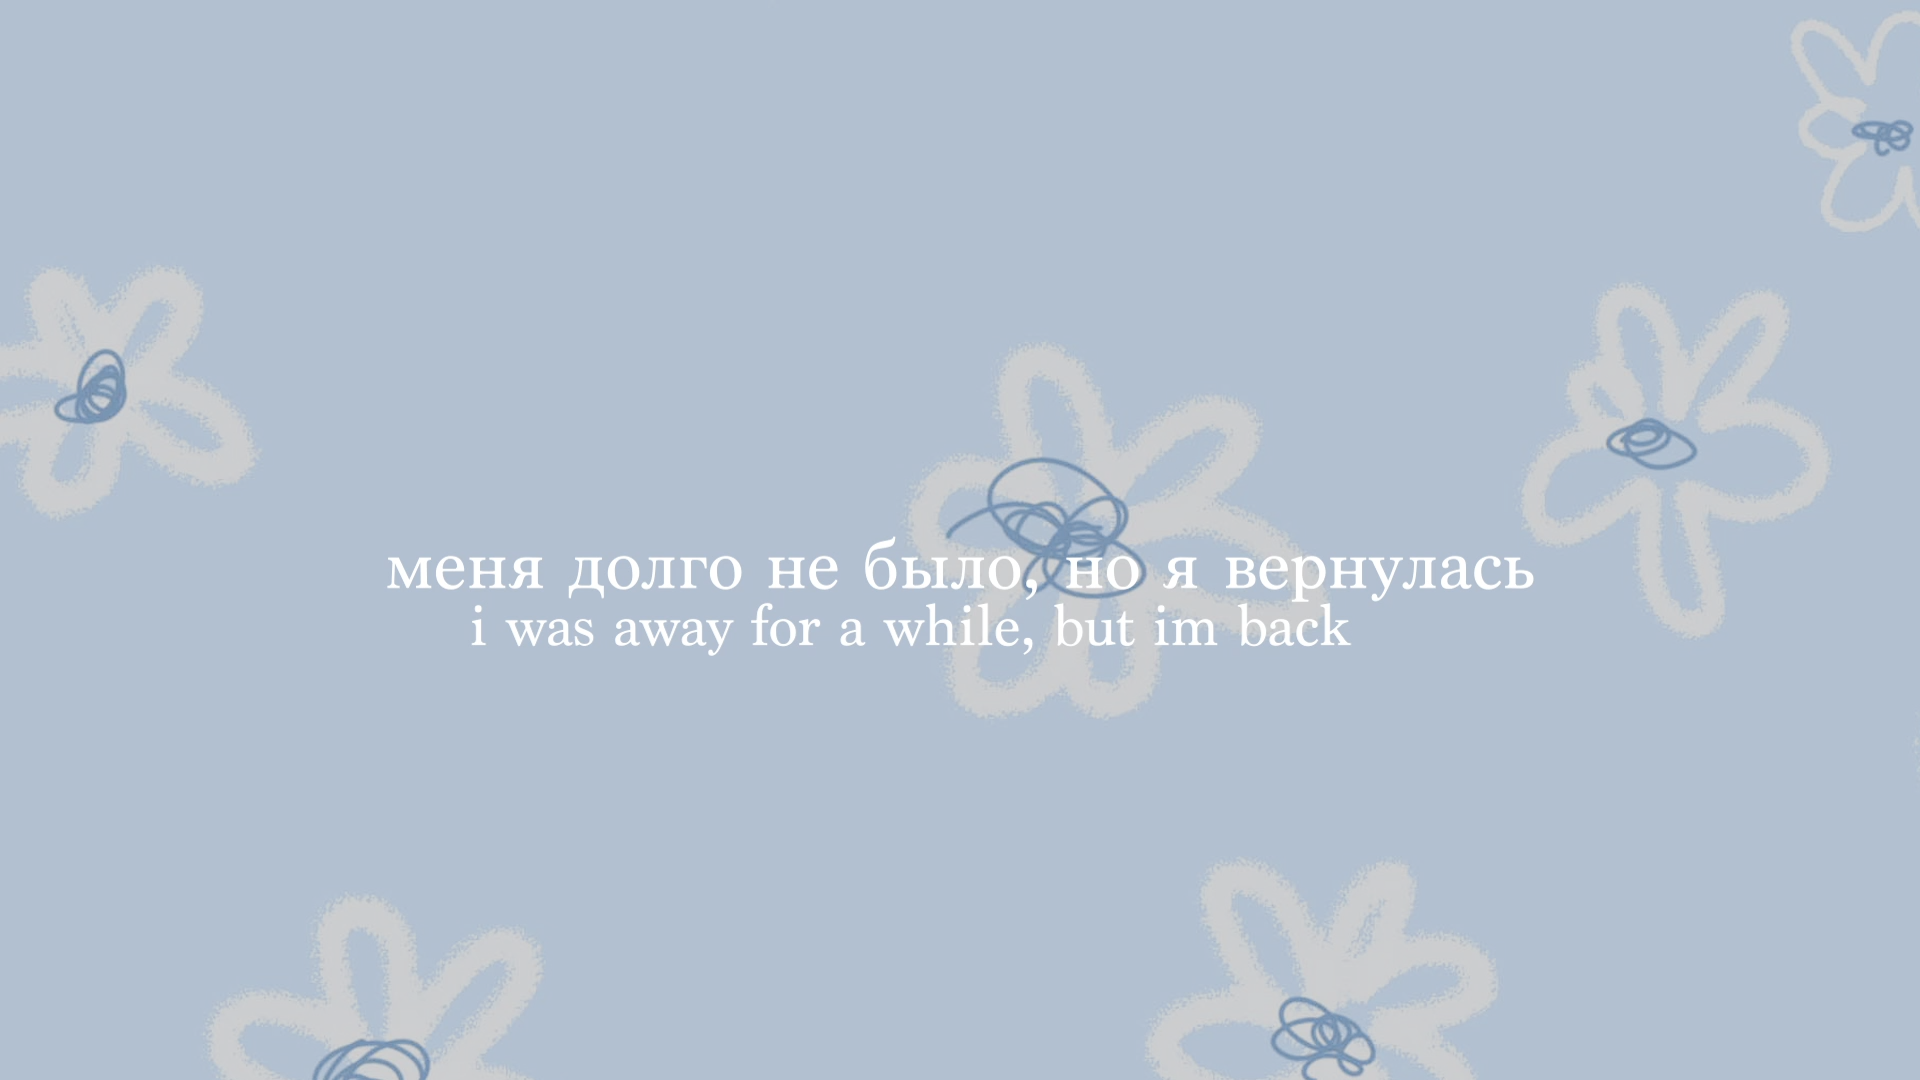 меня долго не было, но я вернулась
i was away for a while, but im back